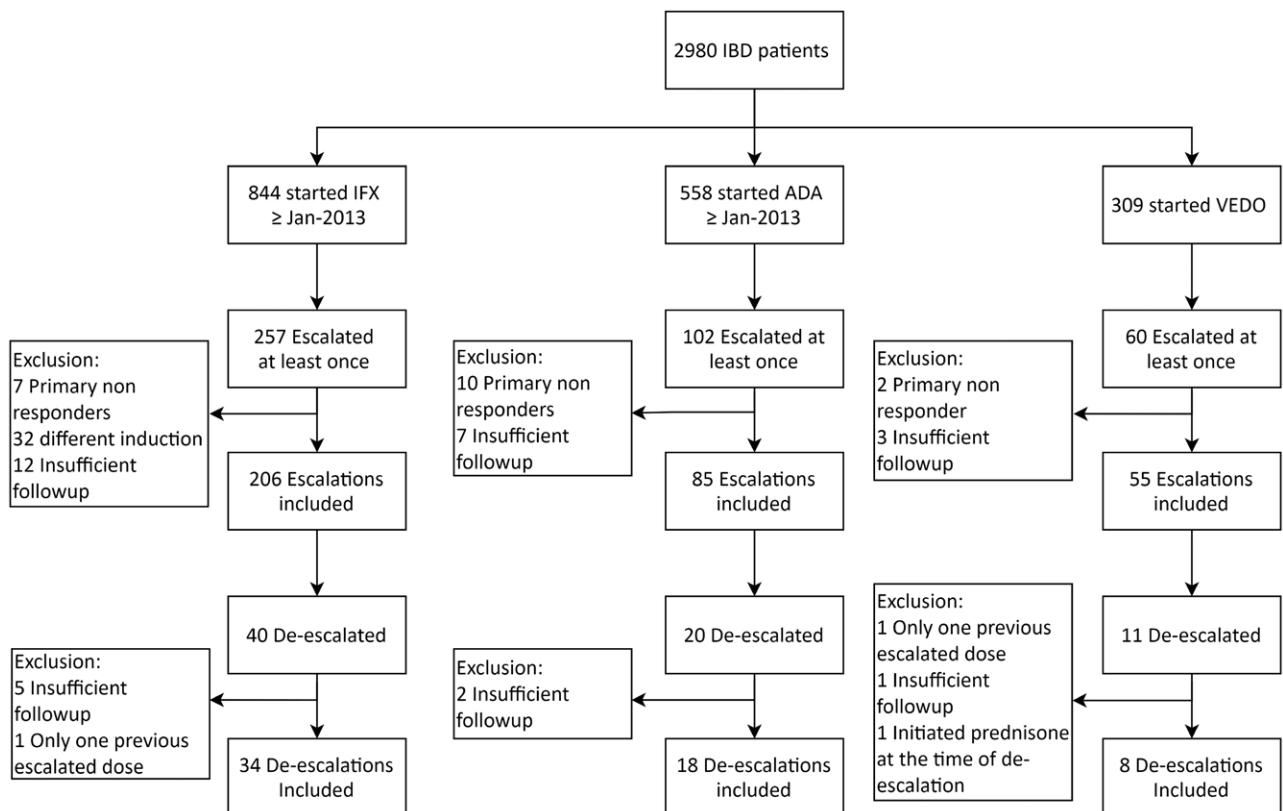 2980 IBD patients
844 started IFX
≥ Jan-2013
558 started ADA
≥ Jan-2013
309 started VEDO
257 Escalated
at least once
102 Escalated at
least once
60 Escalated at
least once
Exclusion:
7 Primary non
responders
32 different induction
12 Insufficient
followup
Exclusion:
10 Primary non
responders
7 Insufficient
followup
Exclusion:
2 Primary non
responder
3 Insufficient
followup
206 Escalations
included
85 Escalations
included
55 Escalations
included
40 De-escalated
20 De-escalated
11 De-escalated
Exclusion:
5 Insufficient
followup
1 Only one previous
escalated dose
Exclusion:
2 Insufficient
followup
Exclusion:
1 Only one previous
escalated dose
1 Insufficient
followup
1 Initiated prednisone
at the time of de-
escalation
34 De-escalations
Included
18 De-escalations
included
8 De-escalations
Included